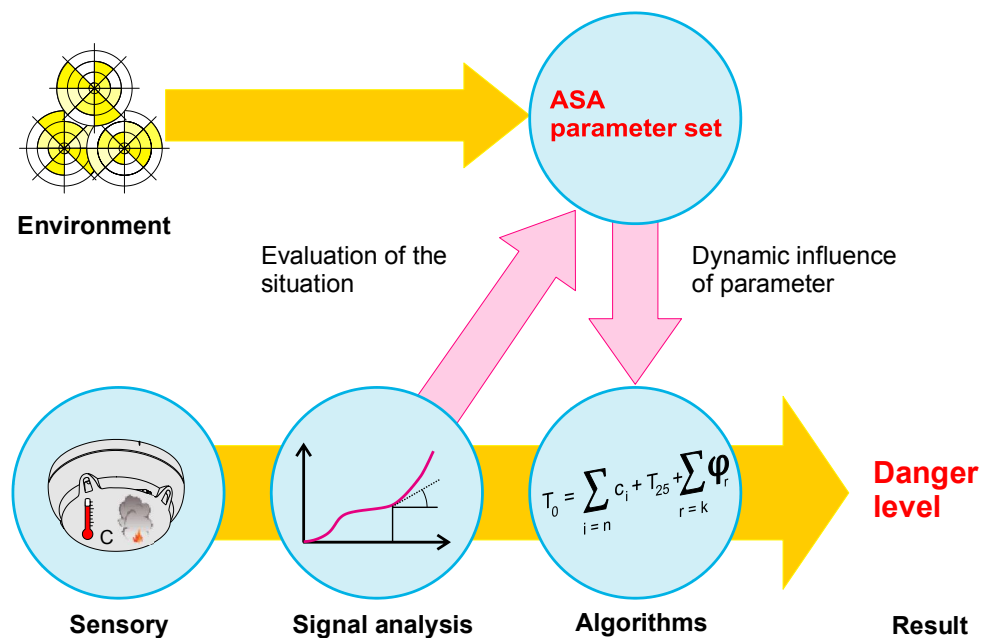 ASA
parameter set
Environment
Evaluation of the
situation
Dynamic influence
of parameter
C
T₀ = ∑ cᵢ + T₂₅ + ∑ φᵣ
i = n
r = k
Danger
level
Sensory
Signal analysis
Algorithms
Result